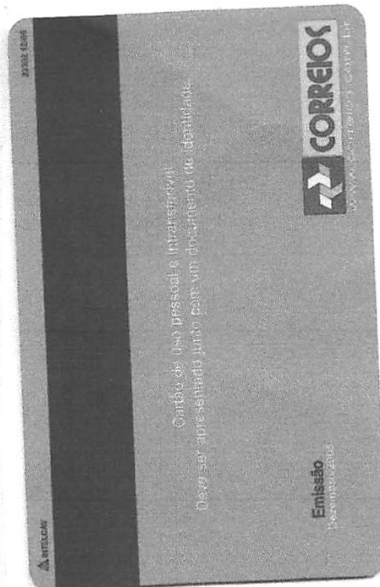 INTELCAV
Cartão de uso pessoal e intransferível
Deve ser apresentado junto com um documento de identidade.
Emissão
CORREIOS
www.correios.com.br